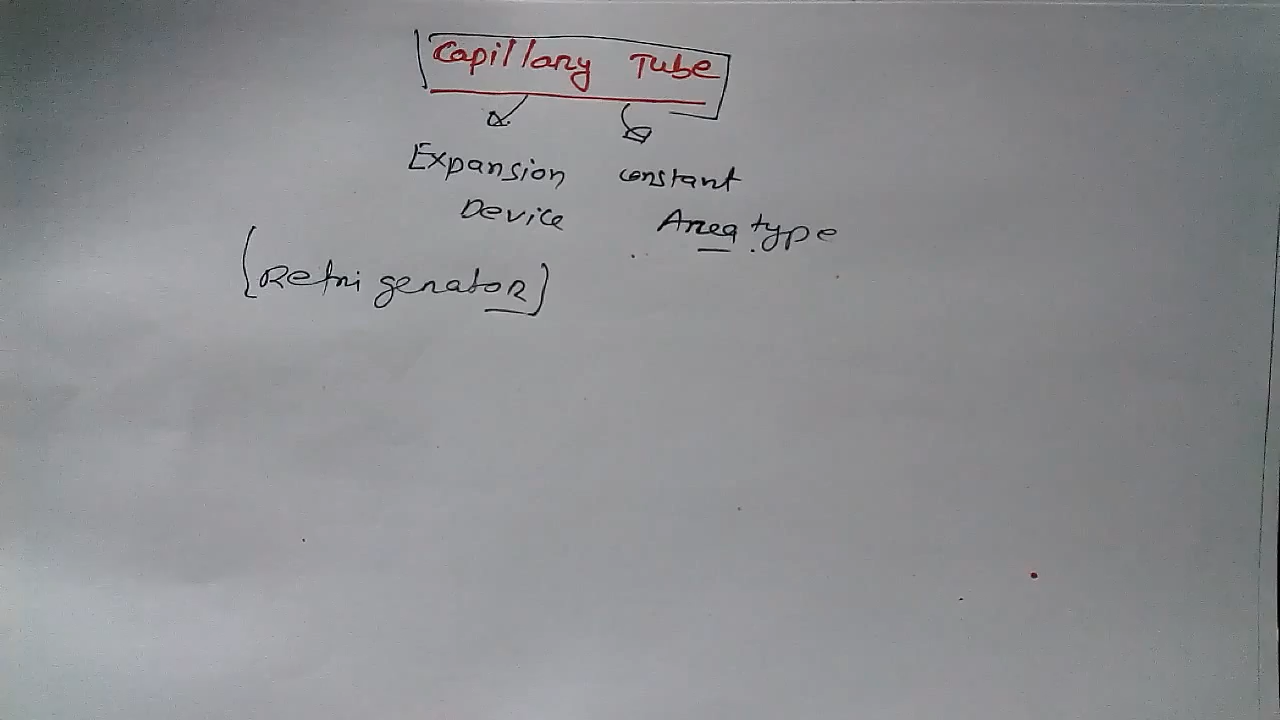 Capillary Tube
Expansion constant
Device Area type
(Refrigerator)